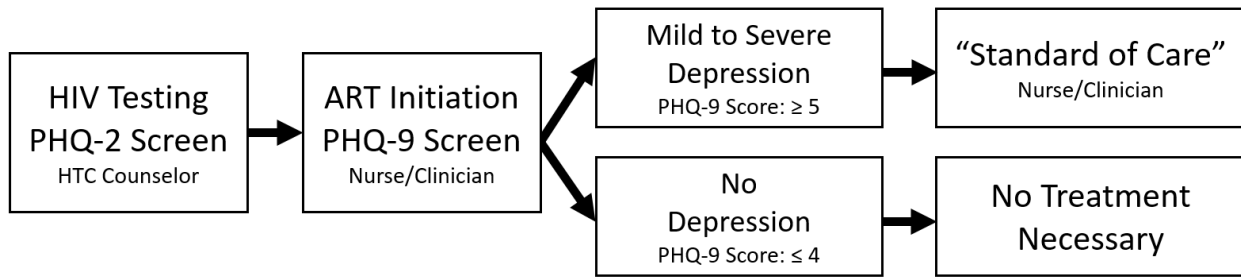 HIV Testing
PHQ-2 Screen
HTC Counselor
ART Initiation
PHQ-9 Screen
Nurse/Clinician
Mild to Severe
Depression
PHQ-9 Score: ≥ 5
“Standard of Care”
Nurse/Clinician
No
Depression
PHQ-9 Score: ≤ 4
No Treatment
Necessary